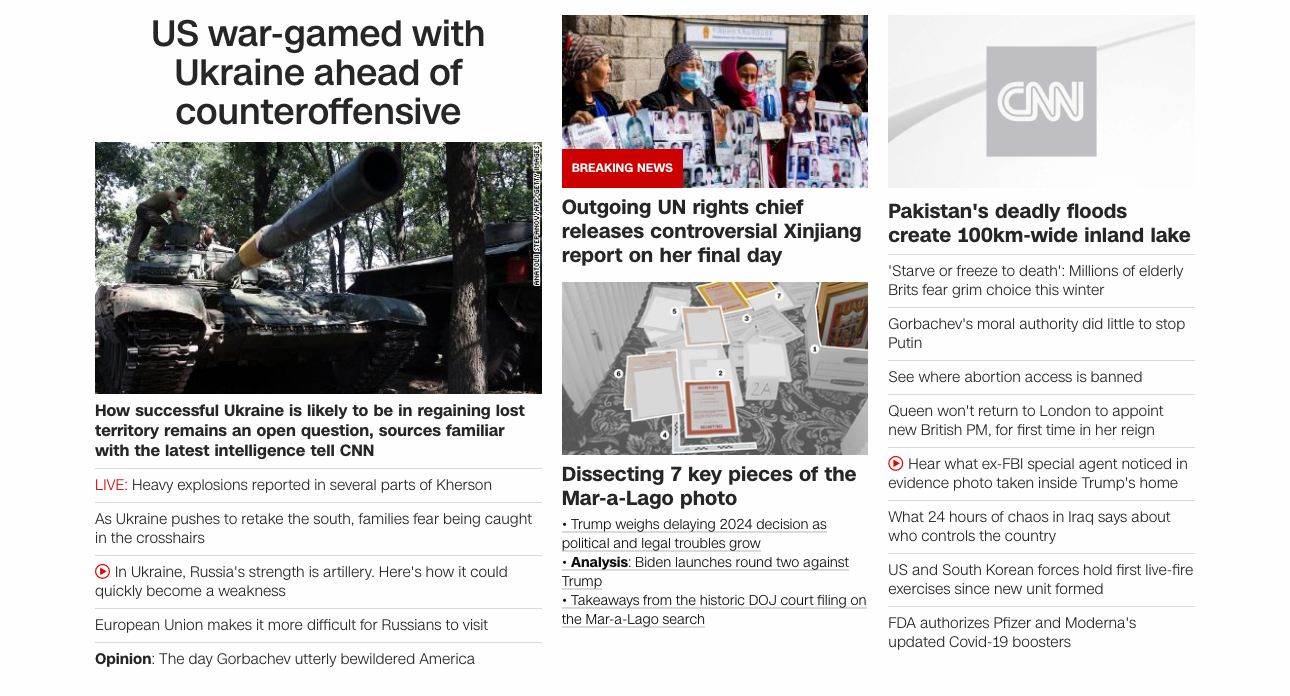 US war-gamed with
Ukraine ahead of
counteroffensive
ANATOLII STEPANOV/AFP/GETTY IMAGES
How successful Ukraine is likely to be in regaining lost
territory remains an open question, sources familiar
with the latest intelligence tell CNN
LIVE: Heavy explosions reported in several parts of Kherson
As Ukraine pushes to retake the south, families fear being caught
in the crosshairs
In Ukraine, Russia's strength is artillery. Here's how it could
quickly become a weakness
European Union makes it more difficult for Russians to visit
Opinion: The day Gorbachev utterly bewildered America
BREAKING NEWS
Outgoing UN rights chief
releases controversial Xinjiang
report on her final day
7
5
3
1
6
2
2A
4
Dissecting 7 key pieces of the
Mar-a-Lago photo
• Trump weighs delaying 2024 decision as
political and legal troubles grow
• Analysis: Biden launches round two against
Trump
• Takeaways from the historic DOJ court filing on
the Mar-a-Lago search
CNN
Pakistan's deadly floods
create 100km-wide inland lake
'Starve or freeze to death': Millions of elderly
Brits fear grim choice this winter
Gorbachev's moral authority did little to stop
Putin
See where abortion access is banned
Queen won't return to London to appoint
new British PM, for first time in her reign
Hear what ex-FBI special agent noticed in
evidence photo taken inside Trump's home
What 24 hours of chaos in Iraq says about
who controls the country
US and South Korean forces hold first live-fire
exercises since new unit formed
FDA authorizes Pfizer and Moderna's
updated Covid-19 boosters